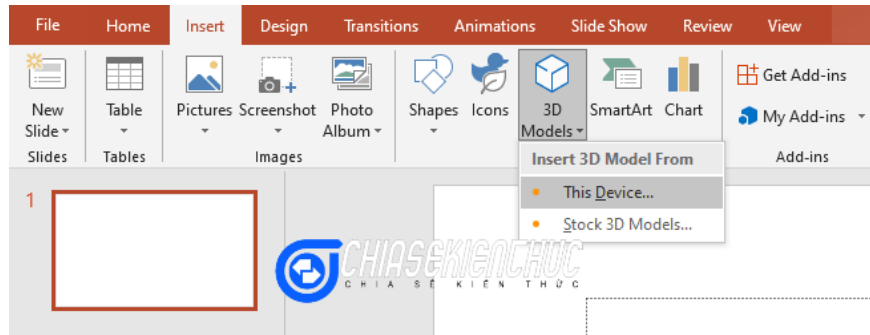 File Home Insert Design Transitions Animations Slide Show Review View
New Slide
Table
Pictures
Screenshot
Photo Album
Shapes
Icons
3D Models
SmartArt
Chart
Get Add-ins
My Add-ins
Slides Tables Images Add-ins
Insert 3D Model From
This Device...
Stock 3D Models...
1
CHIASEKIENTHUC
CHIA SẺ KIẾN THỨC